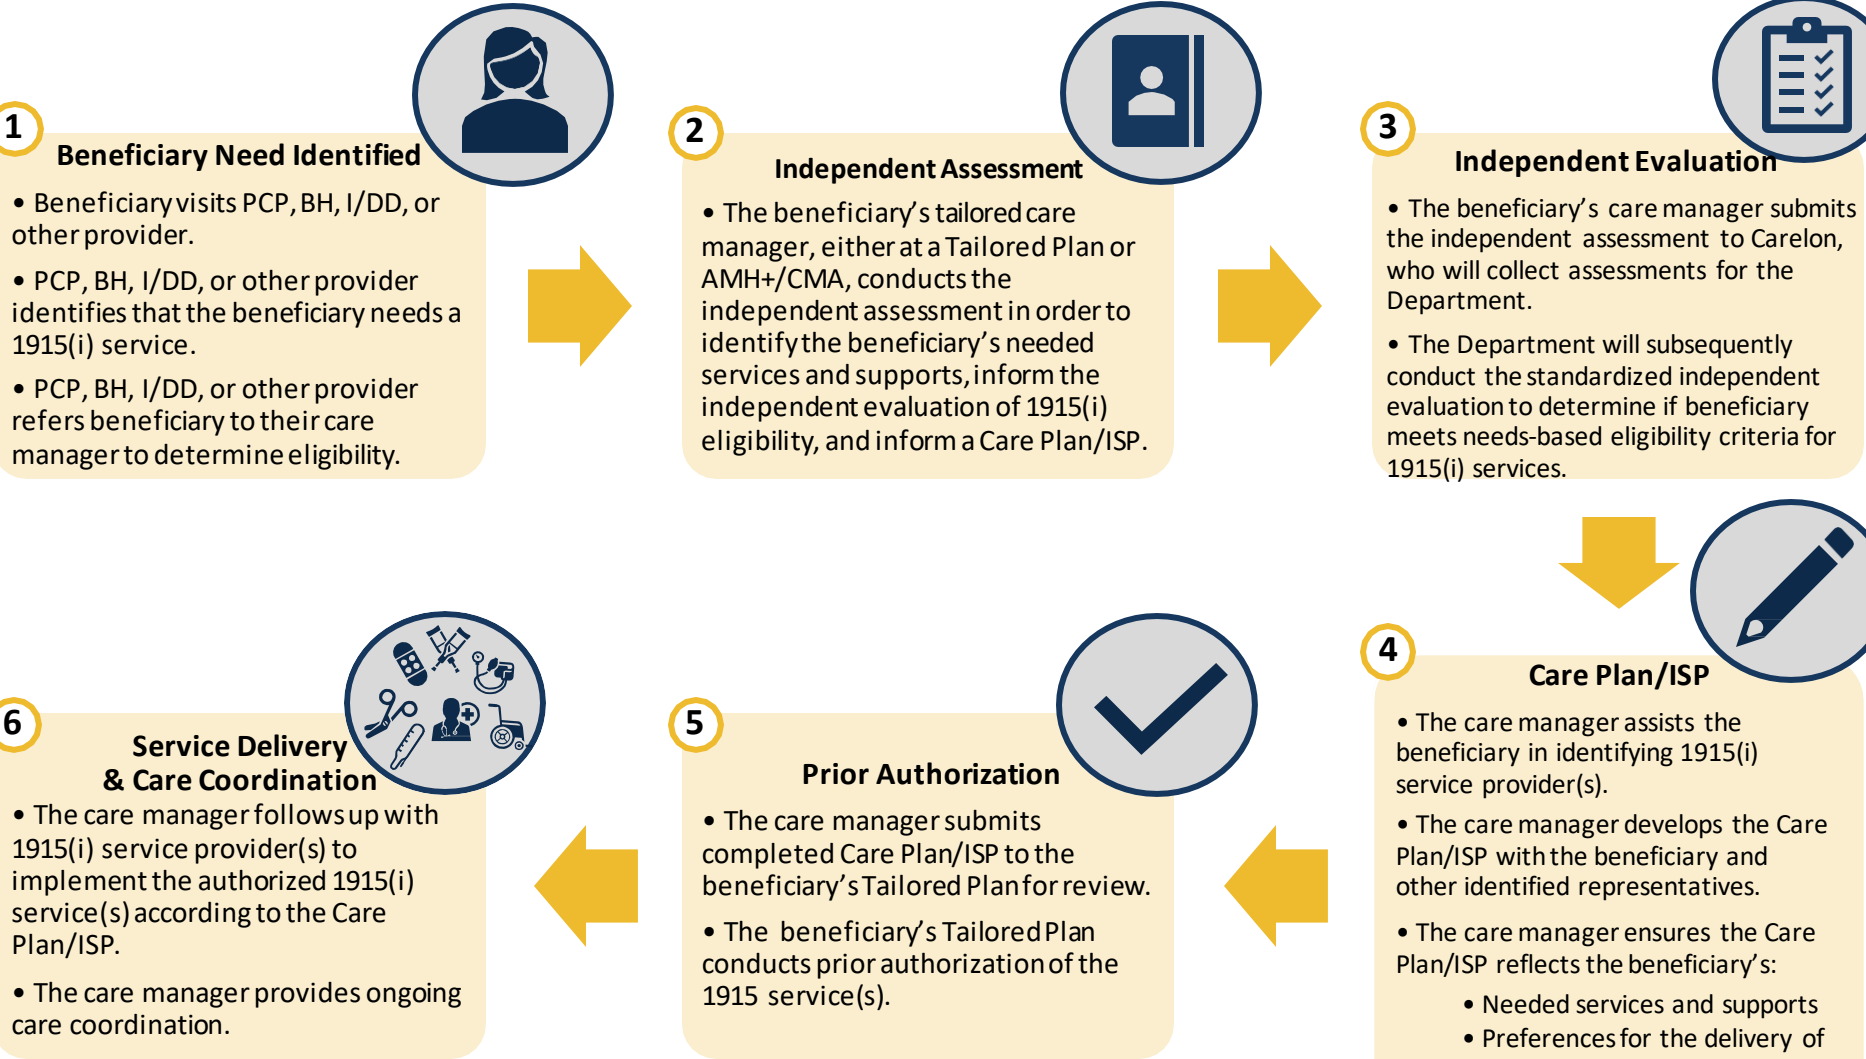 1
Beneficiary Need Identified
• Beneficiary visits PCP, BH, I/DD, or
other provider.
• PCP, BH, I/DD, or other provider
identifies that the beneficiary needs a
1915(i) service.
• PCP, BH, I/DD, or other provider
refers beneficiary to their care
manager to determine eligibility.
2
Independent Assessment
• The beneficiary’s tailored care
manager, either at a Tailored Plan or
AMH+/CMA, conducts the
independent assessment in order to
identify the beneficiary’s needed
services and supports, inform the
independent evaluation of 1915(i)
eligibility, and inform a Care Plan/ISP.
3
Independent Evaluation
• The beneficiary’s care manager submits
the independent assessment to Carelon,
who will collect assessments for the
Department.
• The Department will subsequently
conduct the standardized independent
evaluation to determine if beneficiary
meets needs-based eligibility criteria for
1915(i) services.
4
Care Plan/ISP
• The care manager assists the
beneficiary in identifying 1915(i)
service provider(s).
• The care manager develops the Care
Plan/ISP with the beneficiary and
other identified representatives.
• The care manager ensures the Care
Plan/ISP reflects the beneficiary’s:
• Needed services and supports
• Preferences for the delivery of
5
Prior Authorization
• The care manager submits
completed Care Plan/ISP to the
beneficiary’s Tailored Plan for review.
• The beneficiary’s Tailored Plan
conducts prior authorization of the
1915 service(s).
6
Service Delivery
& Care Coordination
• The care manager follows up with
1915(i) service provider(s) to
implement the authorized 1915(i)
service(s) according to the Care
Plan/ISP.
• The care manager provides ongoing
care coordination.